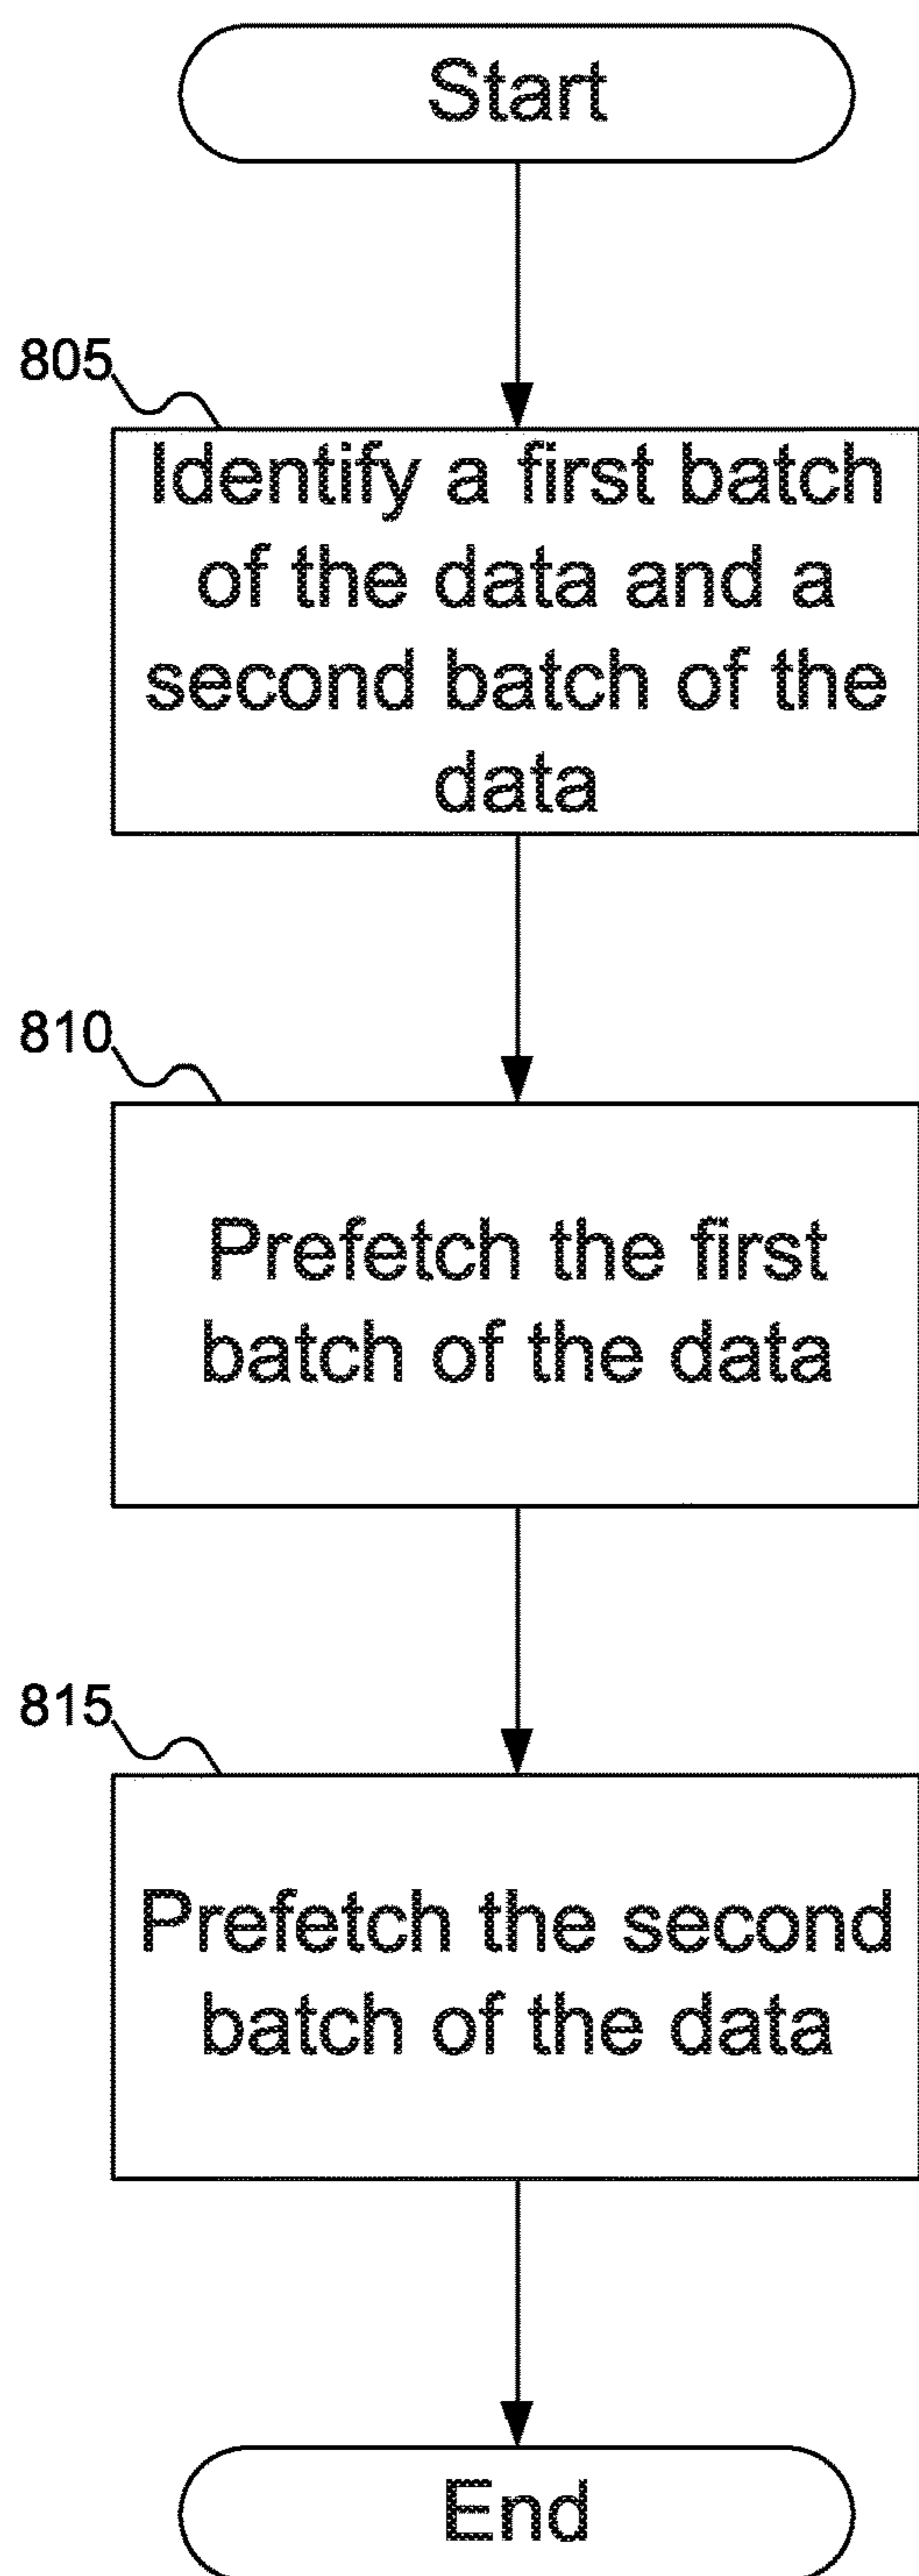 Start
805
Identify a first batch
of the data and a
second batch of the
data
810
Prefetch the first
batch of the data
815
Prefetch the second
batch of the data
End